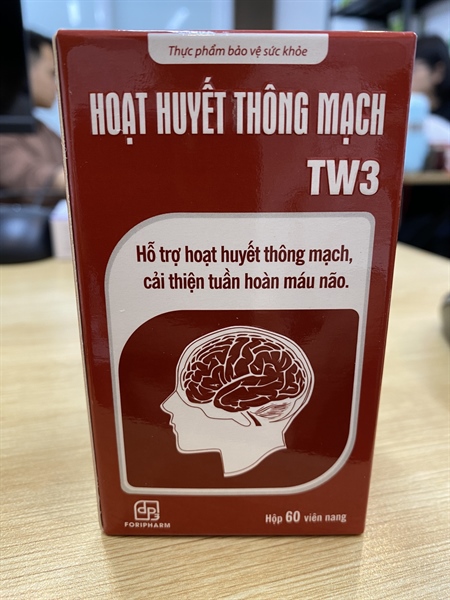 Thực phẩm bảo vệ sức khỏe
HOẠT HUYẾT THÔNG MẠCH
TW3
Hỗ trợ hoạt huyết thông mạch,
cải thiện tuần hoàn máu não.
dp3
FORIPHARM
Hộp 60 viên nang